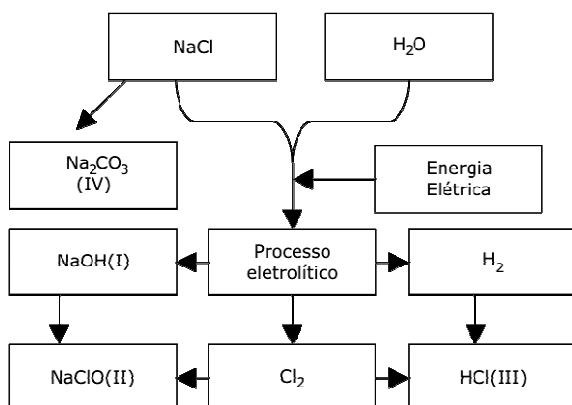 NaCl
H₂O
Na₂CO₃
(IV)
Energia
Elétrica
NaOH(I)
Processo
eletrolítico
H₂
NaClO(II)
Cl₂
HCl(III)